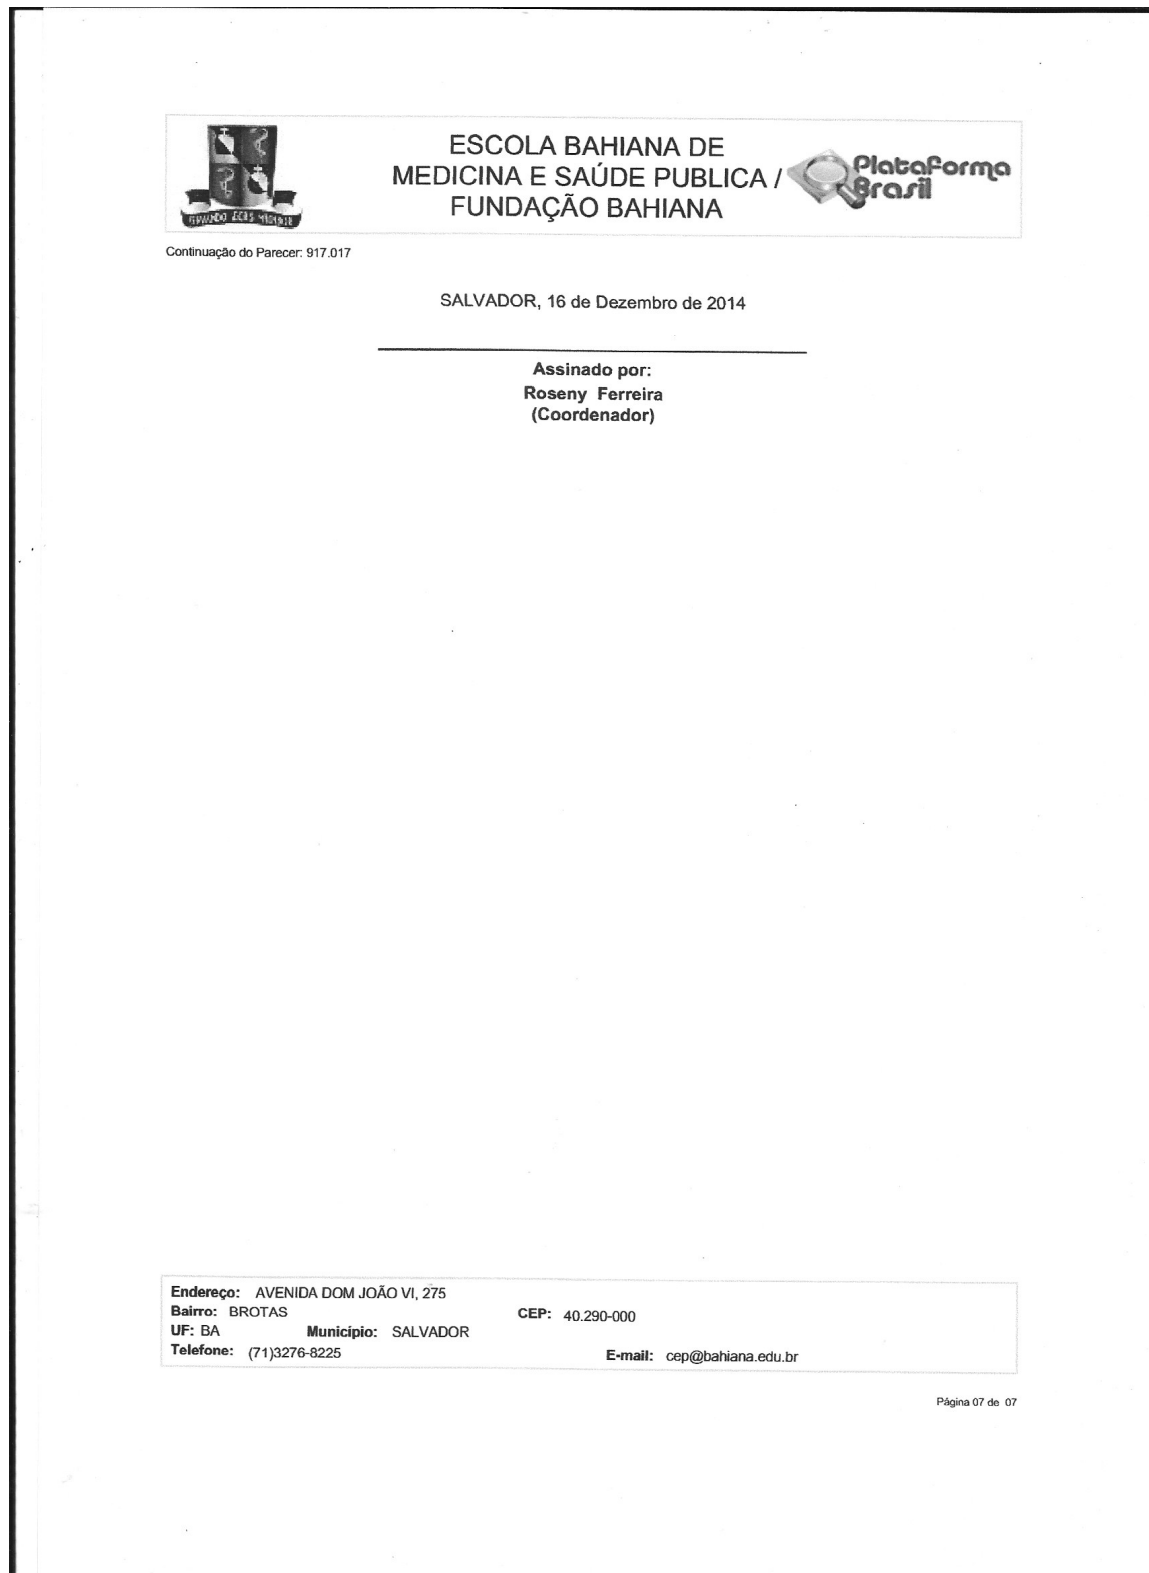 ESCOLA BAHIANA DE
MEDICINA E SAÚDE PUBLICA /
FUNDAÇÃO BAHIANA
Plataforma
Brasil
Continuação do Parecer: 917.017
SALVADOR, 16 de Dezembro de 2014
Assinado por:
Roseny Ferreira
(Coordenador)
Endereço: AVENIDA DOM JOÃO VI, 275
Bairro: BROTAS CEP: 40.290-000
UF: BA Município: SALVADOR
Telefone: (71)3276-8225 E-mail: cep@bahiana.edu.br
Página 07 de 07